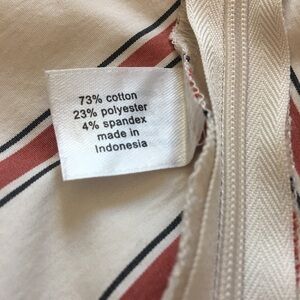 73% cotton
23% polyester
4% spandex
made in
Indonesia